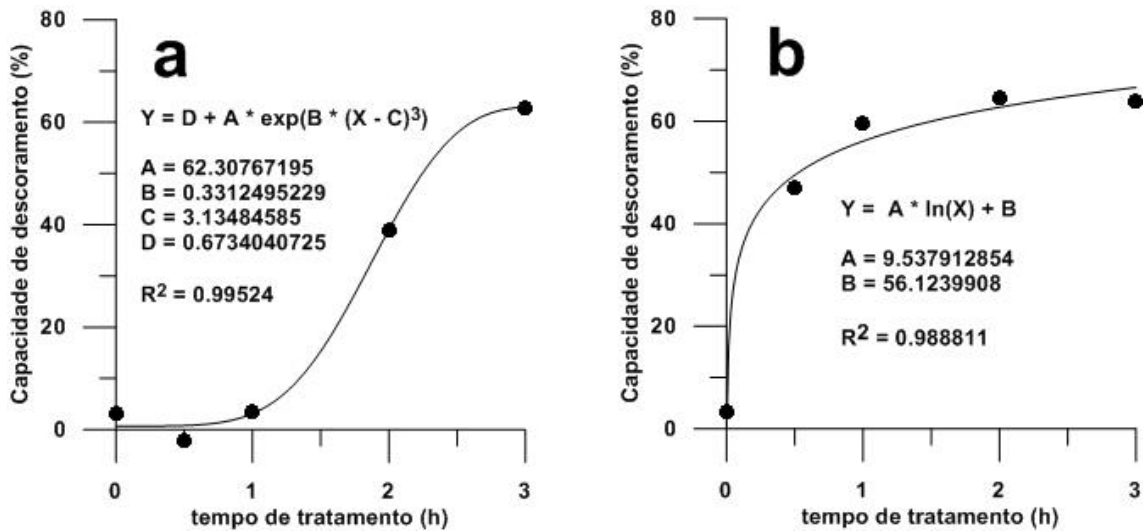 a
Capacidade de descoramento (%)
80
60
40
20
0
Y = D + A * exp(B * (X - C)³)
A = 62.30767195
B = 0.3312495229
C = 3.13484585
D = 0.6734040725
R² = 0.99524
0 1 2 3
tempo de tratamento (h)
b
Capacidade de descoramento (%)
80
60
40
20
0
Y = A * ln(X) + B
A = 9.537912854
B = 56.1239908
R² = 0.988811
0 1 2 3
tempo de tratamento (h)